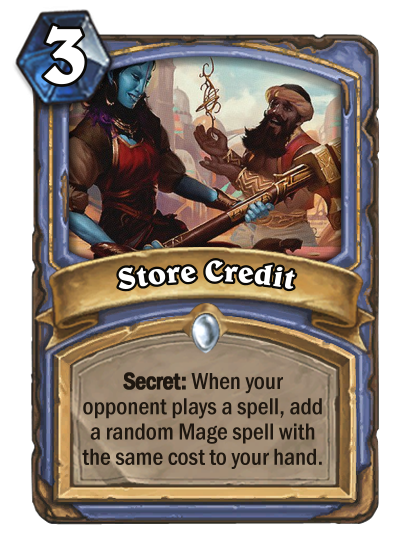 3
Store Credit
Secret: When your
opponent plays a spell, add
a random Mage spell with
the same cost to your hand.